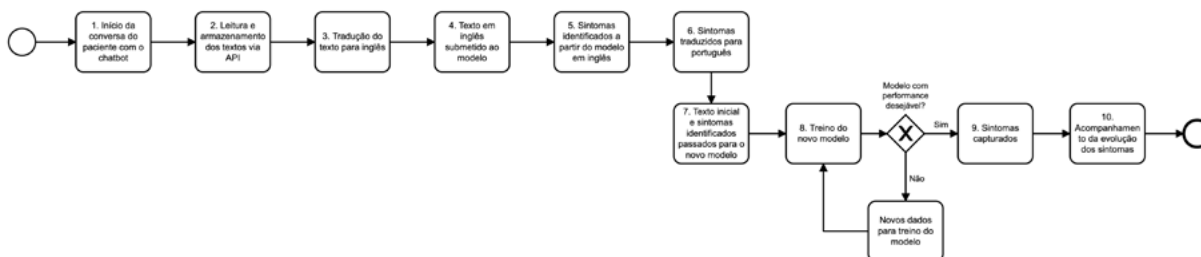 1. Início da
conversa do
paciente com o
chatbot
2. Leitura e
armazenamento
dos textos via
API
3. Tradução do
texto para inglês
4. Texto em
inglês
submetido ao
modelo
5. Sintomas
identificados a
partir do modelo
em inglês
6. Sintomas
traduzidos para
português
7. Texto inicial
e sintomas
identificados
passados para o
novo modelo
8. Treino do
novo modelo
Modelo com
performance
desejável?
Sim
Não
Novos dados
para treino do
modelo
9. Sintomas
capturados
10.
Acompanhamen
to da evolução
dos sintomas